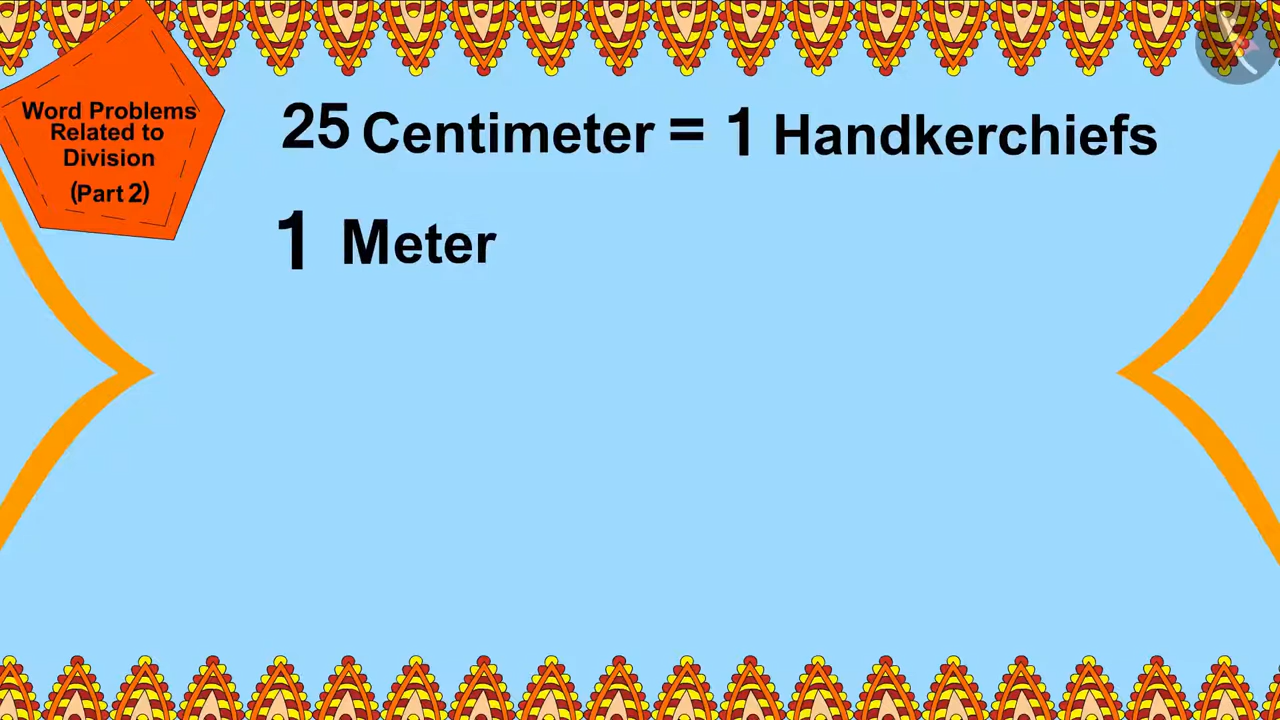 Word Problems
Related to
Division
(Part 2)
25 Centimeter = 1 Handkerchiefs
1 Meter